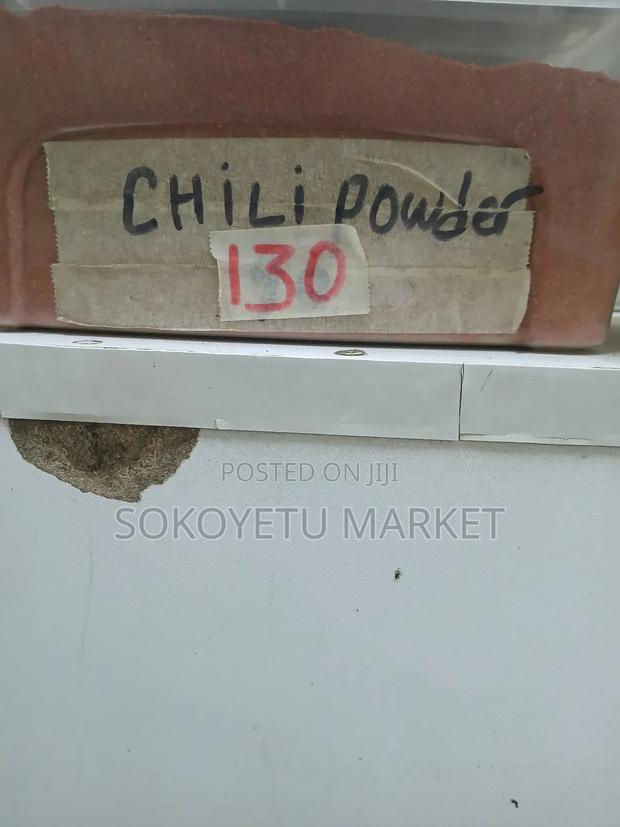 CHiLi powder
130
POSTED ON JIJI
SOKOYETU MARKET